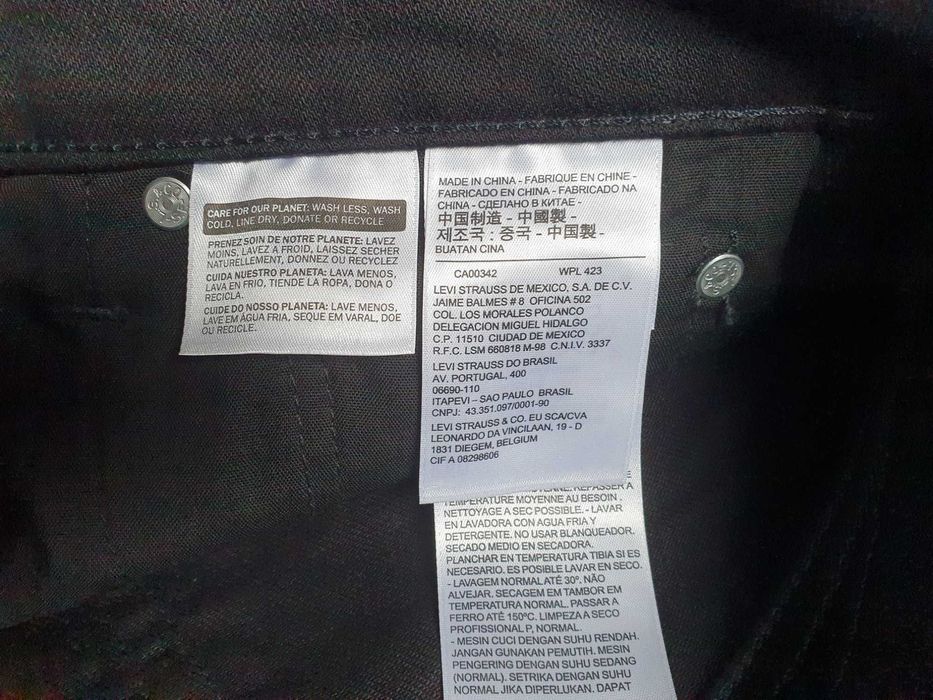 CARE FOR OUR PLANET: WASH LESS, WASH
COLD, LINE DRY, DONATE OR RECYCLE
PRENEZ SOIN DE NOTRE PLANETE: LAVEZ
MOINS, LAVEZ A FROID, LAISSEZ SECHER
NATURELLEMENT, DONNEZ OU RECYCLEZ
CUIDA NUESTRO PLANETA: LAVA MENOS,
LAVA EN FRIO, TIENDE LA ROPA, DONA O
RECICLA.
CUIDE DO NOSSO PLANETA: LAVE MENOS,
LAVE EM AGUA FRIA, SEQUE EM VARAL, DOE
OU RECICLE.
MADE IN CHINA - FABRIQUE EN CHINE -
FABRICADO EN CHINA - FABRICADO NA
CHINA - СДЕЛАНО В КИТАЕ -
中国制造 - 中國製 -
제조국 : 중국 - 中国製 -
BUATAN CINA
CA00342 WPL 423
LEVI STRAUSS DE MEXICO, S.A. DE C.V.
JAIME BALMES # 8 OFICINA 502
COL. LOS MORALES POLANCO
DELEGACION MIGUEL HIDALGO
C.P. 11510 CIUDAD DE MEXICO
R.F.C. LSM 660818 M-98 C.N.I.V. 3337
LEVI STRAUSS DO BRASIL
AV. PORTUGAL, 400
06690-110
ITAPEVI – SAO PAULO BRASIL
CNPJ: 43.351.097/0001-90
LEVI STRAUSS & CO. EU SCA/CVA
LEONARDO DA VINCILAAN, 19 - D
1831 DIEGEM, BELGIUM
CIF A 08298606
REPASSER A
TEMPERATURE MOYENNE AU BESOIN .
NETTOYAGE A SEC POSSIBLE. - LAVAR
EN LAVADORA CON AGUA FRIA Y
DETERGENTE. NO USAR BLANQUEADOR.
SECADO MEDIO EN SECADORA.
PLANCHAR EN TEMPERATURA TIBIA SI ES
NECESARIO. ES POSIBLE LAVAR EN SECO.
- LAVAGEM NORMAL ATÉ 30º. NÃO
ALVEJAR. SECAGEM EM TAMBOR EM
TEMPERATURA NORMAL. PASSAR A
FERRO ATÉ 150ºC. LIMPEZA A SECO
PROFISSIONAL P, NORMAL.
- MESIN CUCI DENGAN SUHU RENDAH.
JANGAN GUNAKAN PEMUTIH. MESIN
PENGERING DENGAN SUHU SEDANG
(NORMAL). SETRIKA DENGAN SUHU
NORMAL JIKA DIPERLUKAN. DAPAT